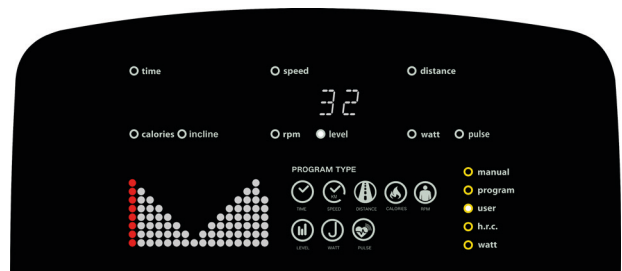 time speed distance
32
calories incline rpm level watt pulse
PROGRAM TYPE
manual
program
user
h.r.c.
watt
TIME SPEED DISTANCE CALORIES RPM
LEVEL WATT PULSE